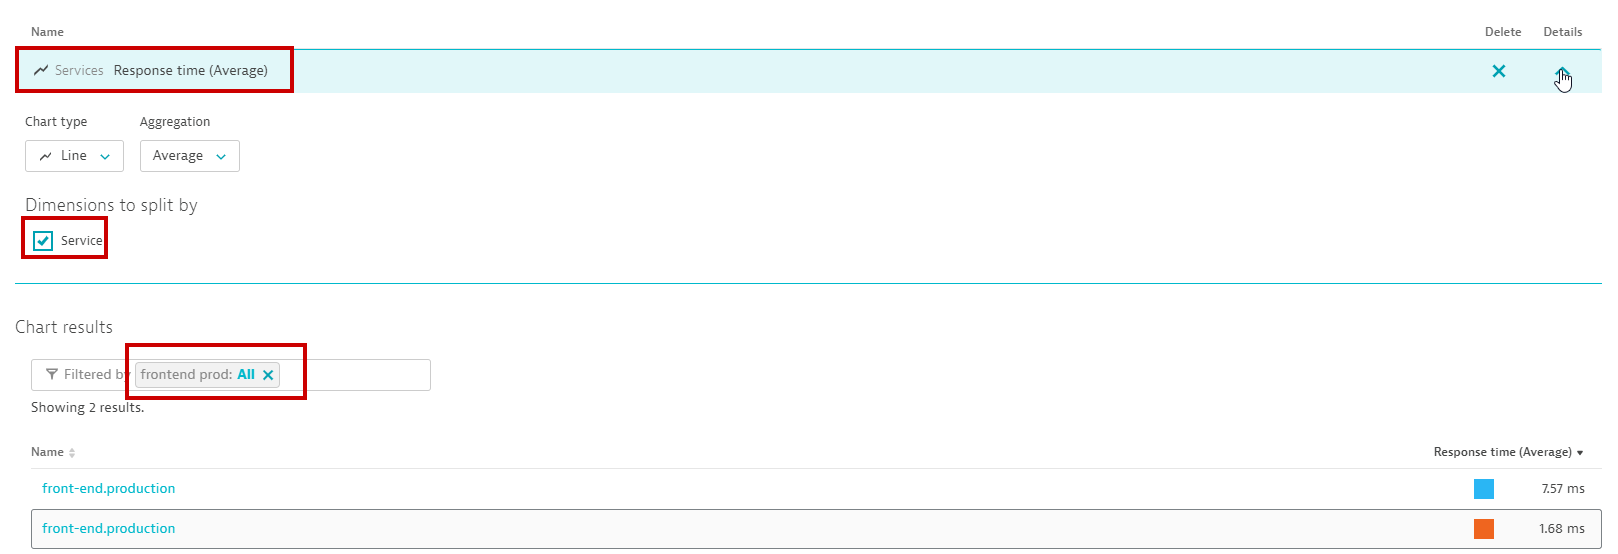 Name Delete Details
Services Response time (Average)
Chart type Aggregation
Line Average
Dimensions to split by
Service
Chart results
Filtered by frontend prod: All
Showing 2 results.
Name Response time (Average)
front-end.production 7.57 ms
front-end.production 1.68 ms